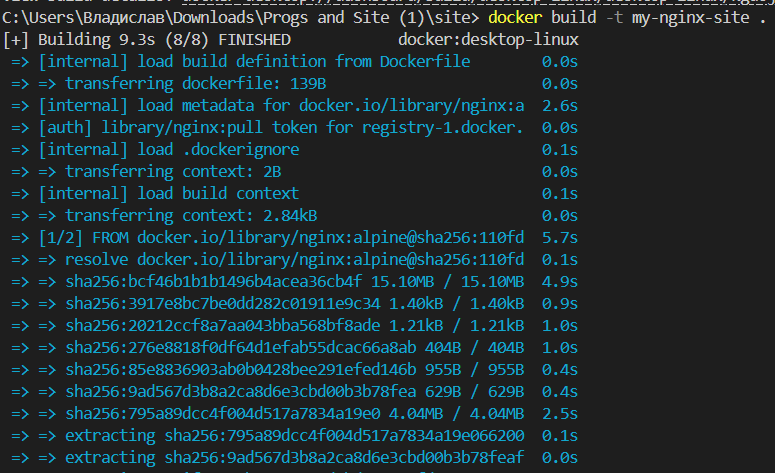 C:\Users\Владислав\Downloads\Progs and Site (1)\site> docker build -t my-nginx-site .
[+] Building 9.3s (8/8) FINISHED docker:desktop-linux
=> [internal] load build definition from Dockerfile 0.0s
=> => transferring dockerfile: 139B 0.0s
=> [internal] load metadata for docker.io/library/nginx:a 2.6s
=> [auth] library/nginx:pull token for registry-1.docker. 0.0s
=> [internal] load .dockerignore 0.1s
=> => transferring context: 2B 0.0s
=> [internal] load build context 0.1s
=> => transferring context: 2.84kB 0.0s
=> [1/2] FROM docker.io/library/nginx:alpine@sha256:110fd 5.7s
=> => resolve docker.io/library/nginx:alpine@sha256:110fd 0.1s
=> => sha256:bcf46b1b1b1496b4acea36cb4f 15.10MB / 15.10MB 4.9s
=> => sha256:3917e8bc7be0dd282c01911e9c34 1.40kB / 1.40kB 0.9s
=> => sha256:20212ccf8a7aa043bba568bf8ade 1.21kB / 1.21kB 1.0s
=> => sha256:276e8818f0df64d1efab55dcac66a8ab 404B / 404B 1.0s
=> => sha256:85e8836903ab0b0428bee291efed146b 955B / 955B 0.4s
=> => sha256:9ad567d3b8a2ca8d6e3cbd00b3b78fea 629B / 629B 0.4s
=> => sha256:795a89dcc4f004d517a7834a19e0 4.04MB / 4.04MB 2.5s
=> => extracting sha256:795a89dcc4f004d517a7834a19e066200 0.1s
=> => extracting sha256:9ad567d3b8a2ca8d6e3cbd00b3b78feaf 0.0s